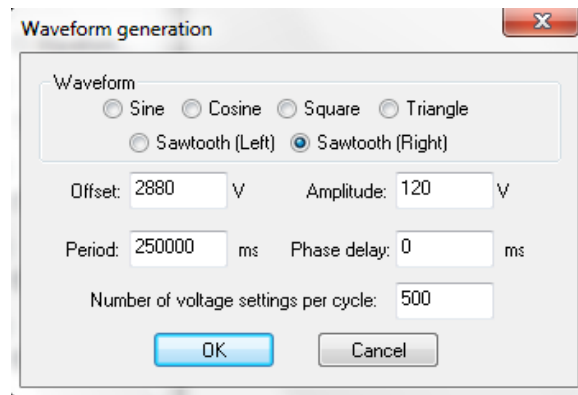 Waveform generation
Waveform
Sine Cosine Square Triangle
Sawtooth (Left) Sawtooth (Right)
Offset: 2880 V Amplitude: 120 V
Period: 250000 ms Phase delay: 0 ms
Number of voltage settings per cycle: 500
OK Cancel